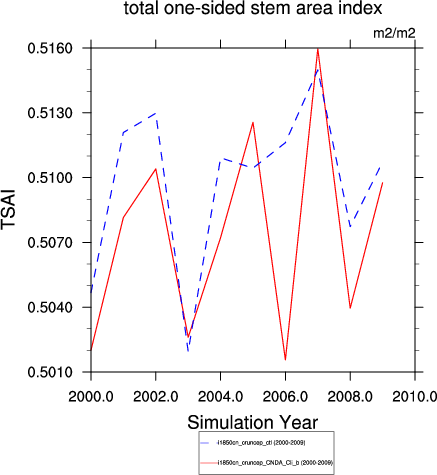 total one-sided stem area index
m2/m2
0.5160
0.5130
0.5100
0.5070
0.5040
0.5010
TSAI
2000.0 2002.0 2004.0 2006.0 2008.0 2010.0
Simulation Year
i1850cn_cruncep_ctl (2000-2009)
i1850cn_cruncep_CNDA_Cli_b (2000-2009)